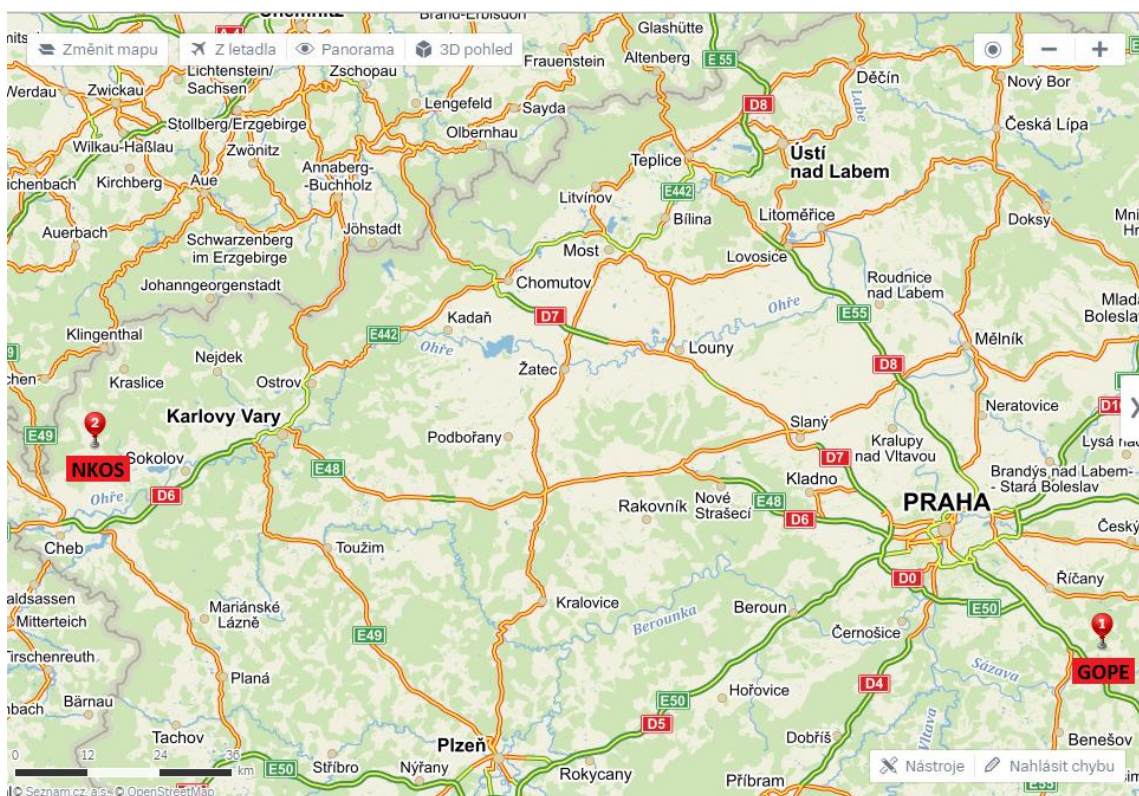 Chemnitz
Brand-Erbisdorf
Glashütte
Změnit mapu
Z letadla
Panorama
3D pohled
Altenberg
E 55
Děčín
Nový Bor
Werdau
Zwickau
Lichtenstein/
Sachsen
Zschopau
Frauenstein
Lengefeld
Sayda
D8
Labe
Stollberg/Erzgebirge
Olbernhau
Česká Lípa
Wilkau-Haßlau
Zwönitz
Annaberg-
-Buchholz
Teplice
Ústí
nad Labem
Kirchberg
Aue
Litvínov
E442
Bílina
Litoměřice
Doksy
Auerbach
Schwarzenberg
im Erzgebirge
Jöhstadt
Most
Lovosice
Johanngeorgenstadt
Chomutov
Roudnice
nad Labem
Mladá
Boleslav
Klingenthal
Kadaň
D7
Ohře
E55
E442
Ohře
Mělník
Nejdek
Louny
Kraslice
Ostrov
Žatec
D8
Karlovy Vary
2
E49
Podbořany
Slaný
Neratovice
Kralupy
nad Vltavou
NKOS
Sokolov
E48
D7
Brandýs nad Labem-
- Stará Boleslav
Ohře
D6
Kladno
Rakovník
Nové
Strašecí
E48
D6
PRAHA
Cheb
Toužim
D0
Říčany
Mitterteich
Mariánské
Lázně
Kralovice
Beroun
E50
Berounka
Černošice
1
E49
Sázava
GOPE
Planá
Hořovice
D4
Bärnau
E50
D5
Vltava
Tachov
Plzeň
Dobříš
Benešov
0
12
24
36
km
E50
Stříbro
Nýřany
Rokycany
Příbram
Nástroje
Nahlásit chybu
© Seznam.cz, a.s., © OpenStreetMap